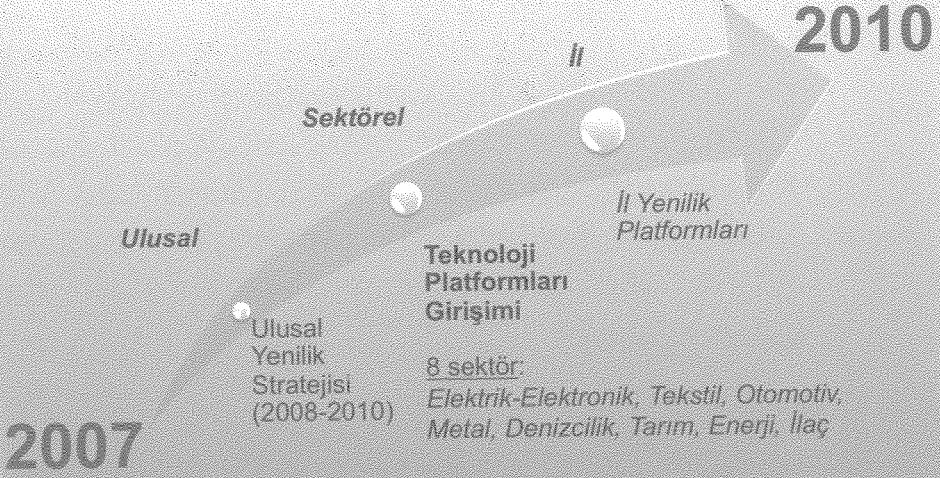 2010
İl
Sektörel
İl Yenilik
Platformları
Ulusal
Teknoloji
Platformları
Girişimi
Ulusal
Yenilik
Stratejisi
(2008-2010)
8 sektör:
Elektrik-Elektronik, Tekstil, Otomotiv,
Metal, Denizcilik, Tarım, Enerji, İlaç
2007